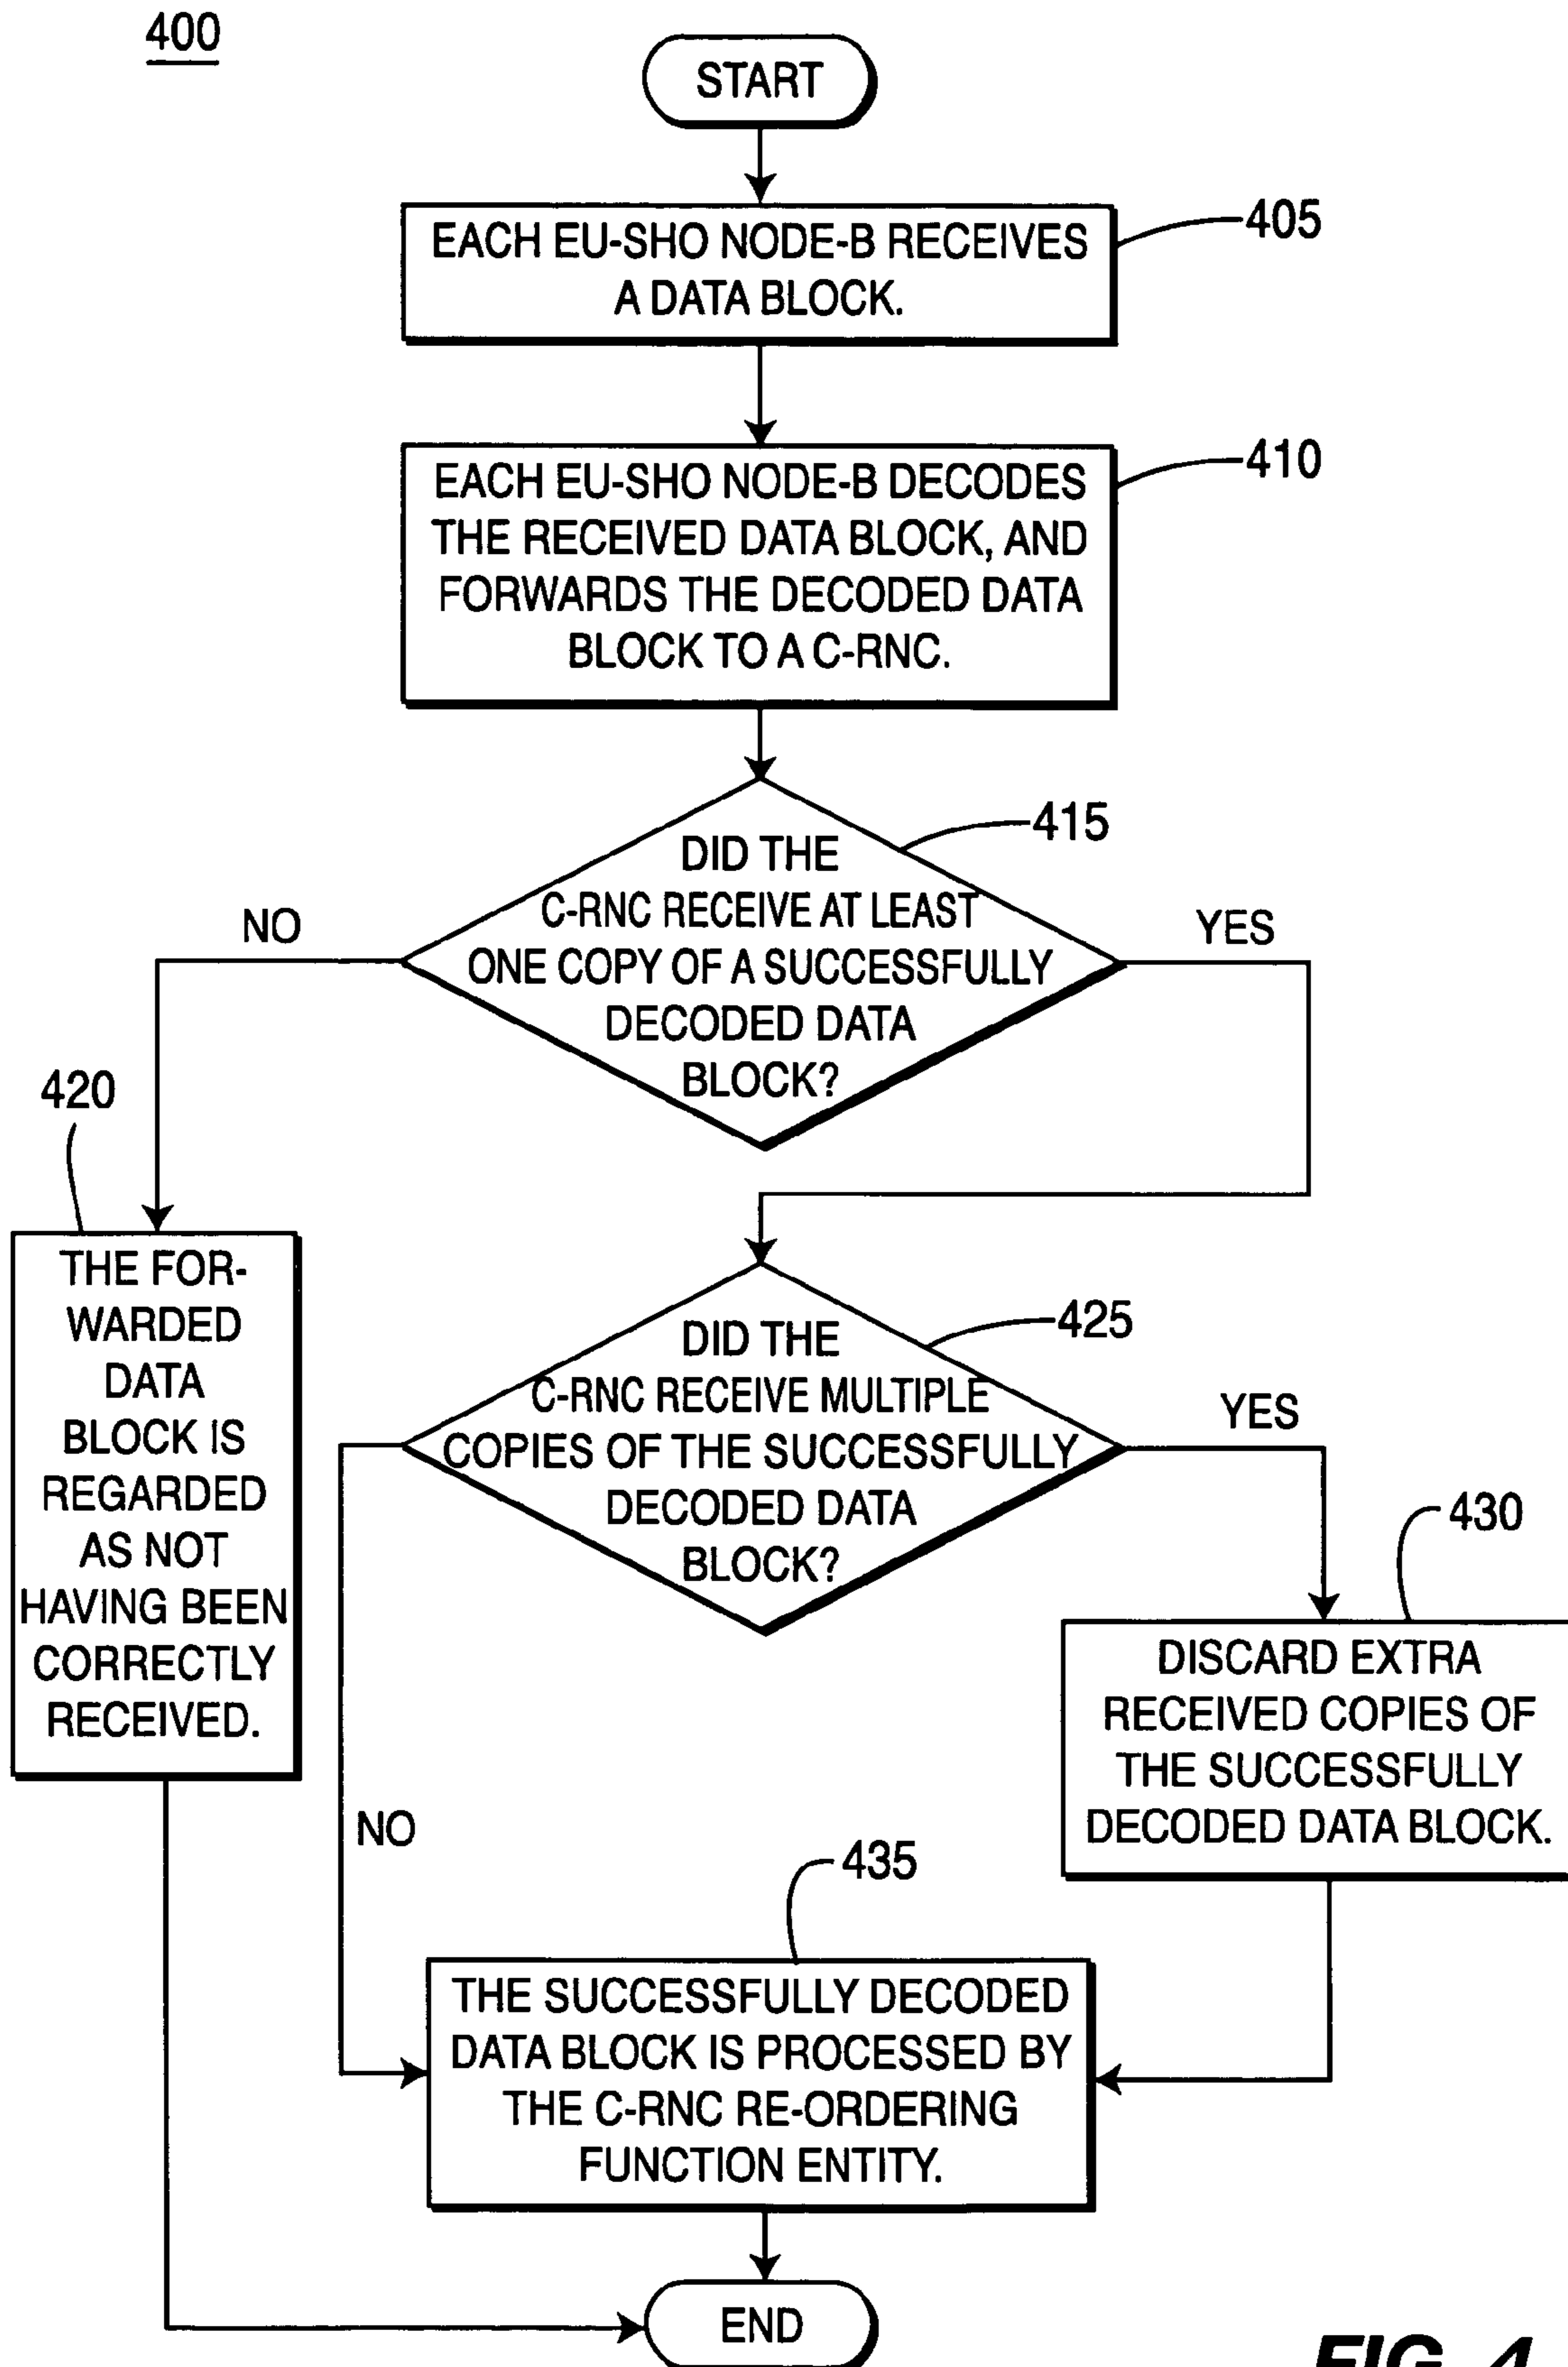 400
START
EACH EU-SHO NODE-B RECEIVES
A DATA BLOCK.
405
EACH EU-SHO NODE-B DECODES
THE RECEIVED DATA BLOCK, AND
FORWARDS THE DECODED DATA
BLOCK TO A C-RNC.
410
DID THE
C-RNC RECEIVE AT LEAST
ONE COPY OF A SUCCESSFULLY
DECODED DATA
BLOCK?
415
NO
YES
420
THE FOR-
WARDED
DATA
BLOCK IS
REGARDED
AS NOT
HAVING BEEN
CORRECTLY
RECEIVED.
DID THE
C-RNC RECEIVE MULTIPLE
COPIES OF THE SUCCESSFULLY
DECODED DATA
BLOCK?
425
YES
NO
430
DISCARD EXTRA
RECEIVED COPIES OF
THE SUCCESSFULLY
DECODED DATA BLOCK.
435
THE SUCCESSFULLY DECODED
DATA BLOCK IS PROCESSED BY
THE C-RNC RE-ORDERING
FUNCTION ENTITY.
END
FIG. 4